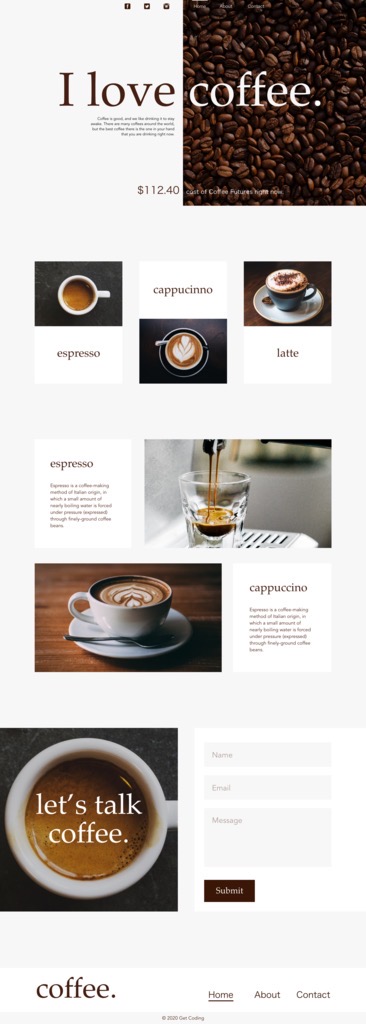 Home About Contact
I love coffee.
Coffee is good, and we like drinking it to stay
awake. There are many coffees around the world,
but the best coffee there is the one in your hand
that you are drinking right now.
$112.40 cost of Coffee Futures right now
cappucinno
espresso
latte
espresso
Espresso is a coffee-making
method of Italian origin, in
which a small amount of
nearly boiling water is forced
under pressure (expressed)
through finely-ground coffee
beans.
cappuccino
Espresso is a coffee-making
method of Italian origin, in
which a small amount of
nearly boiling water is forced
under pressure (expressed)
through finely-ground coffee
beans.
let's talk
coffee.
Name
Email
Message
Submit
coffee.
Home About Contact
© 2020 Get Coding